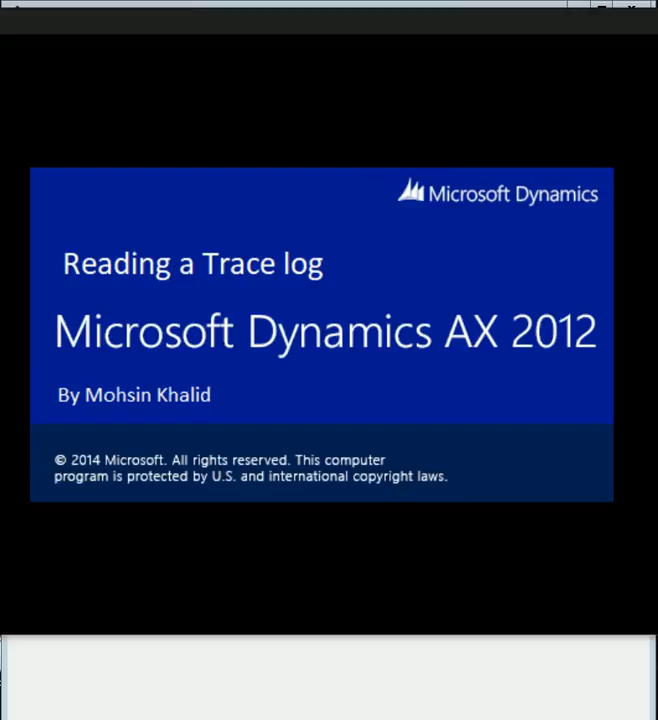 Microsoft Dynamics
Reading a Trace log
Microsoft Dynamics AX 2012
By Mohsin Khalid
© 2014 Microsoft. All rights reserved. This computer
program is protected by U.S. and international copyright laws.